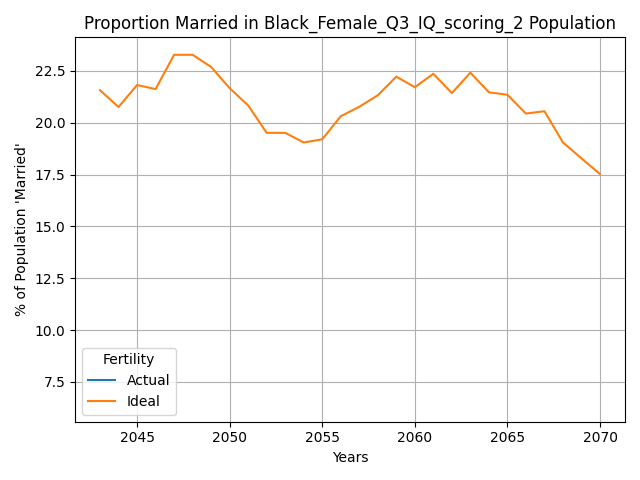 Proportion Married in Black_Female_Q3_IQ_scoring_2 Population
% of Population 'Married'
22.5
20.0
17.5
15.0
12.5
10.0
7.5
Fertility
Actual
Ideal
2045 2050 2055 2060 2065 2070
Years